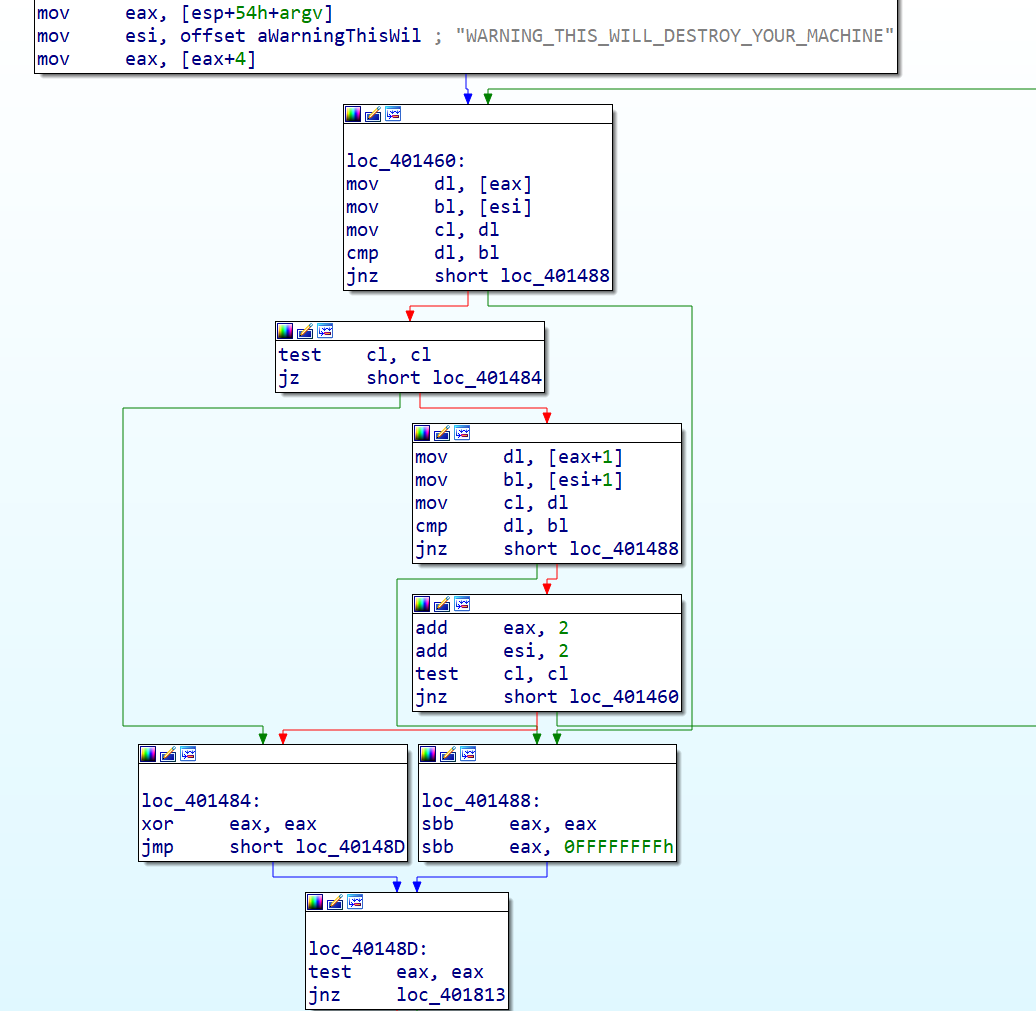 mov eax, [esp+54h+argv]
mov esi, offset aWarningThisWil ; "WARNING_THIS_WILL_DESTROY_YOUR_MACHINE"
mov eax, [eax+4]
loc_401460:
mov dl, [eax]
mov bl, [esi]
mov cl, dl
cmp dl, bl
jnz short loc_401488
test cl, cl
jz short loc_401484
mov dl, [eax+1]
mov bl, [esi+1]
mov cl, dl
cmp dl, bl
jnz short loc_401488
add eax, 2
add esi, 2
test cl, cl
jnz short loc_401460
loc_401484:
xor eax, eax
jmp short loc_40148D
loc_401488:
sbb eax, eax
sbb eax, 0FFFFFFFFh
loc_40148D:
test eax, eax
jnz loc_401813